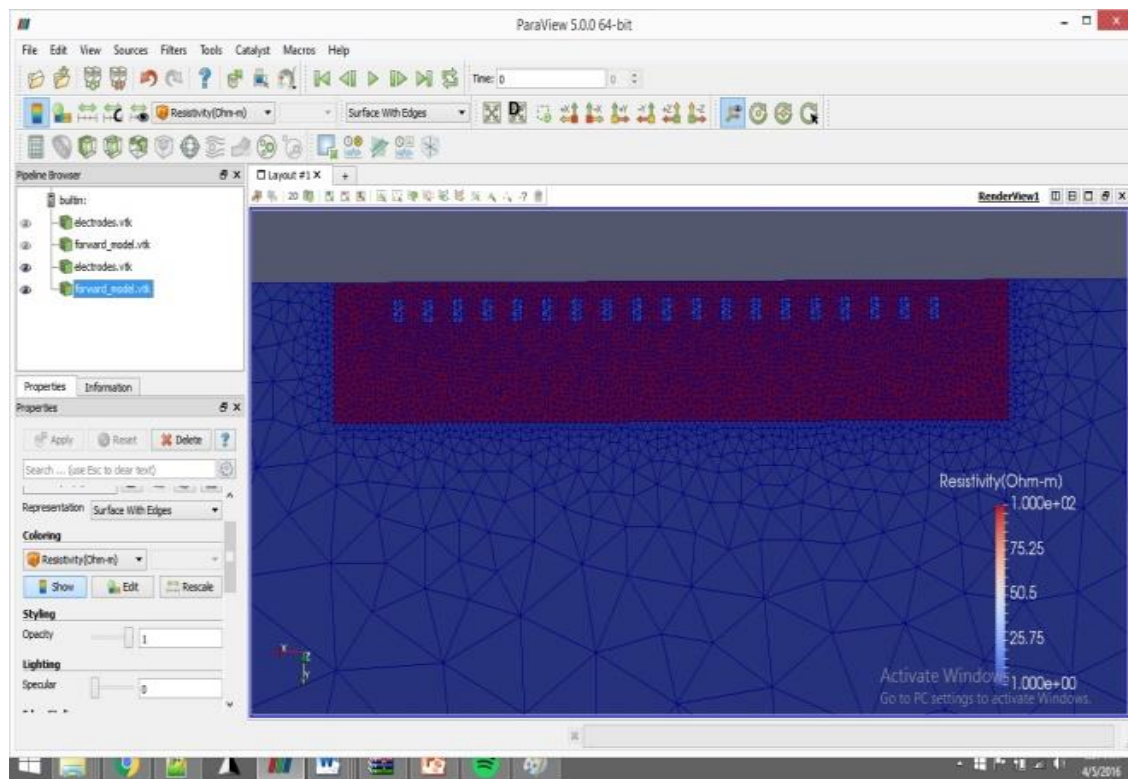 ParaView 5.0.0 64-bit
File Edit View Sources Filters Tools Catalyst Macros Help
Time: 0 0
Resistivity(Ohm-m) Surface With Edges
Pipeline Browser
Layout #1 X +
builtin:
electrodes.vtk
forward_model.vtk
electrodes.vtk
forward_model.vtk
2D
RenderView1
Properties Information
Properties
Apply Reset Delete ?
Search ... (use Esc to clear text)
Representation Surface With Edges
Coloring
Resistivity(Ohm-m)
Show Edit Rescale
Styling
Opacity 1
Lighting
Specular 0
Resistivity(Ohm-m)
1.000e+02
75.25
50.5
25.75
1.000e+00
X
Z
Y
Activate Windows
Go to PC settings to activate Windows.
4/5/2016